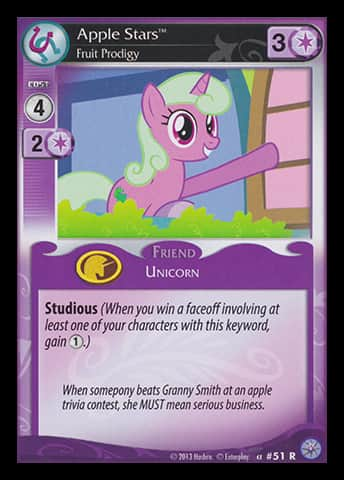 Apple Stars™
Fruit Prodigy
3
COST
4
2
FRIEND
UNICORN
Studious (When you win a faceoff involving at
least one of your characters with this keyword,
gain 1.)
When somepony beats Granny Smith at an apple
trivia contest, she MUST mean serious business.
© 2013 Hasbro. © Enterplay. α #51 R